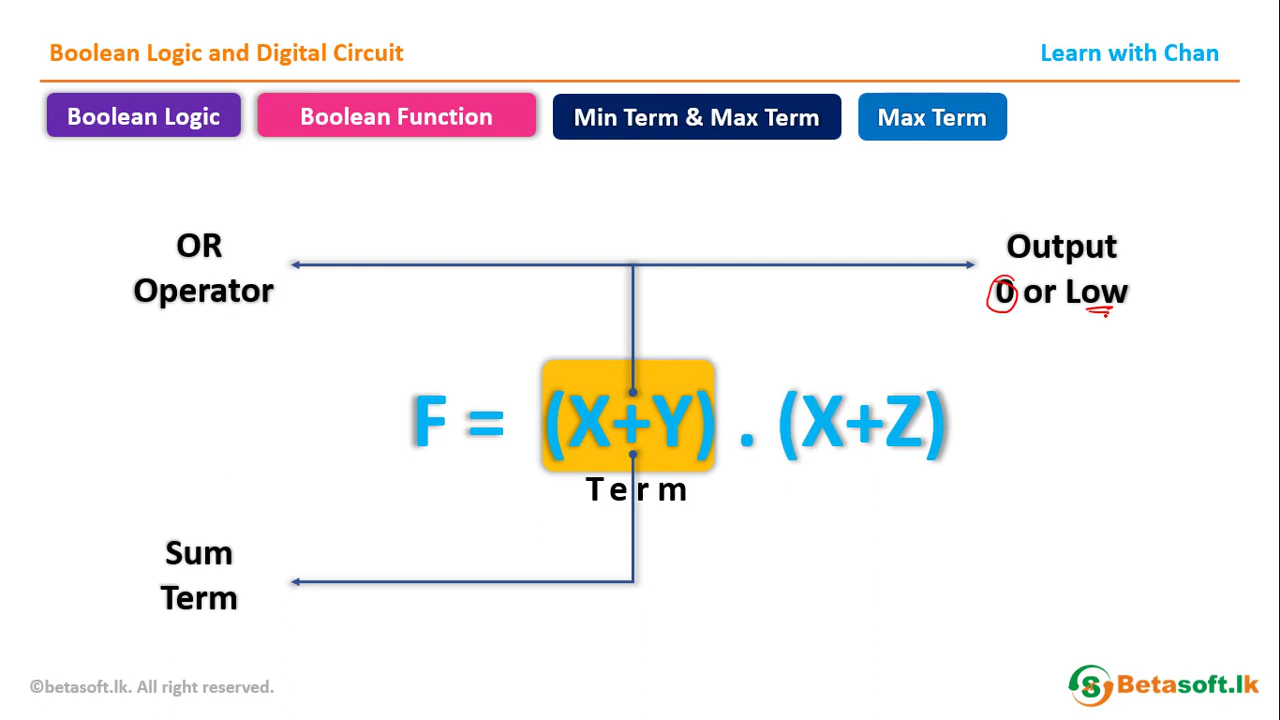 Boolean Logic and Digital Circuit
Learn with Chan
Boolean Logic
Boolean Function
Min Term & Max Term
Max Term
OR
Operator
Output
0 or Low
F = (X+Y) . (X+Z)
Term
Sum
Term
©betasoft.lk. All right reserved.
Betasoft.lk